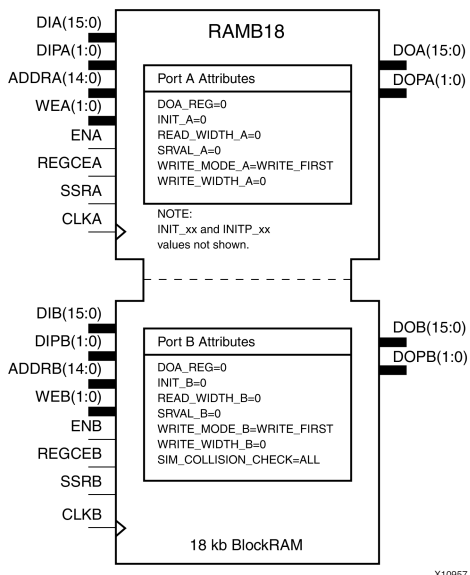 RAMB18
DIA(15:0)
DIPA(1:0)
ADDRA(14:0)
WEA(1:0)
ENA
REGCEA
SSRA
CLKA
Port A Attributes
DOA_REG=0
INIT_A=0
READ_WIDTH_A=0
SRVAL_A=0
WRITE_MODE_A=WRITE_FIRST
WRITE_WIDTH_A=0
NOTE:
INIT_xx and INITP_xx
values not shown.
DOA(15:0)
DOPA(1:0)
DIB(15:0)
DIPB(1:0)
ADDRB(14:0)
WEB(1:0)
ENB
REGCEB
SSRB
CLKB
Port B Attributes
DOA_REG=0
INIT_B=0
READ_WIDTH_B=0
SRVAL_B=0
WRITE_MODE_B=WRITE_FIRST
WRITE_WIDTH_B=0
SIM_COLLISION_CHECK=ALL
DOB(15:0)
DOPB(1:0)
18 kb BlockRAM
X10957